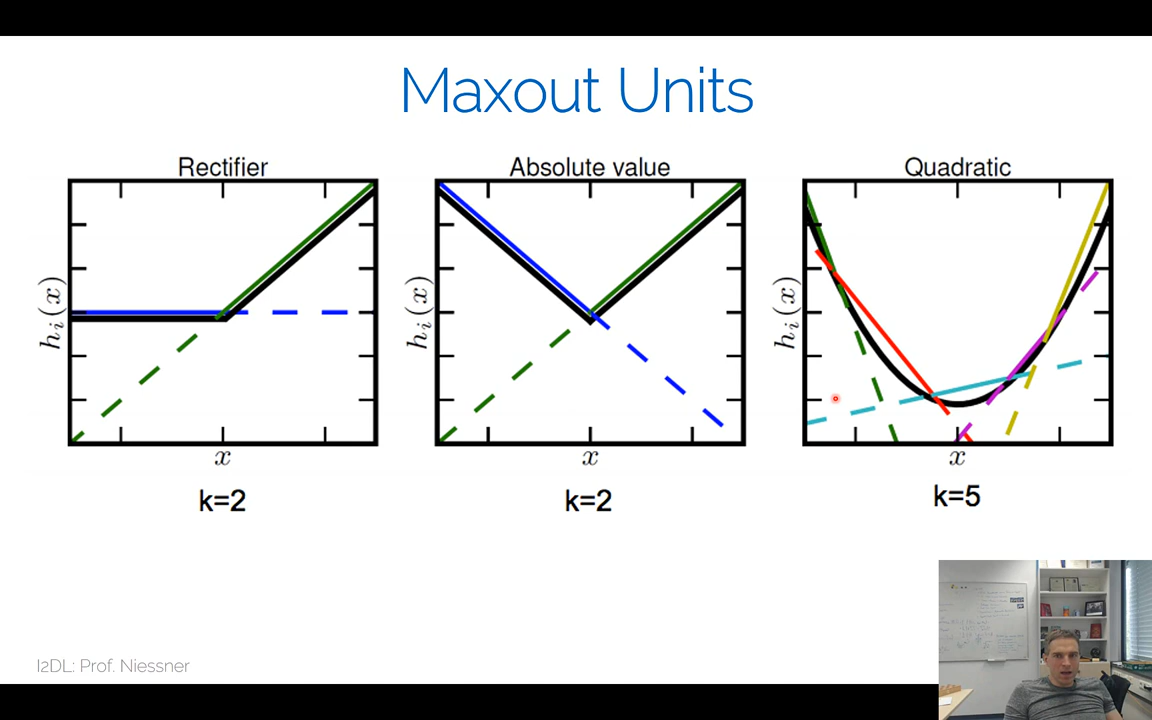 Maxout Units
Rectifier
Absolute value
Quadratic
h_i(x)
h_i(x)
h_i(x)
x
x
x
k=2
k=2
k=5
I2DL: Prof. Niessner